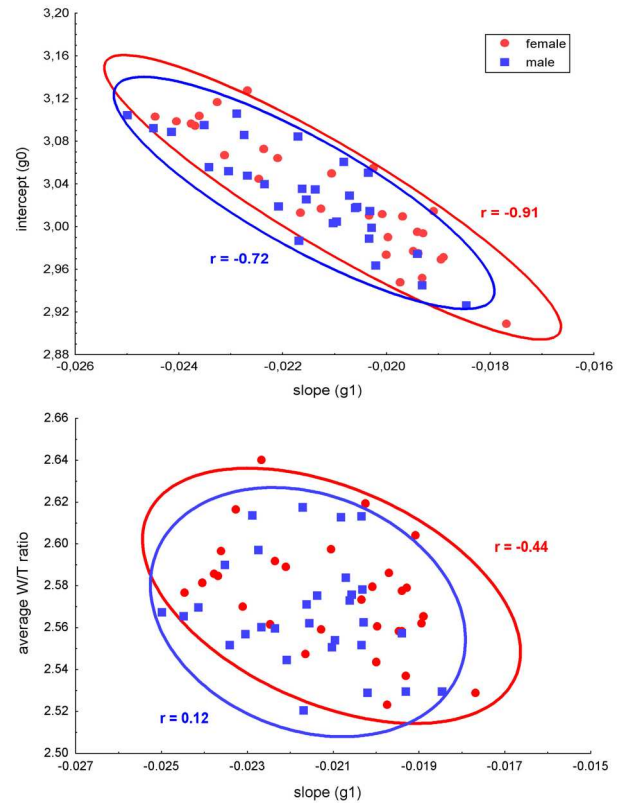 3,20
3,16
3,12
3,08
3,04
3,00
2,96
2,92
2,88
intercept (g0)
female
male
r = -0.91
r = -0.72
-0,026 -0,024 -0,022 -0,020 -0,018 -0,016
slope (g1)
2.66
2.64
2.62
2.60
2.58
2.56
2.54
2.52
2.50
average W/T ratio
r = -0.44
r = 0.12
-0.027 -0.025 -0.023 -0.021 -0.019 -0.017 -0.015
slope (g1)